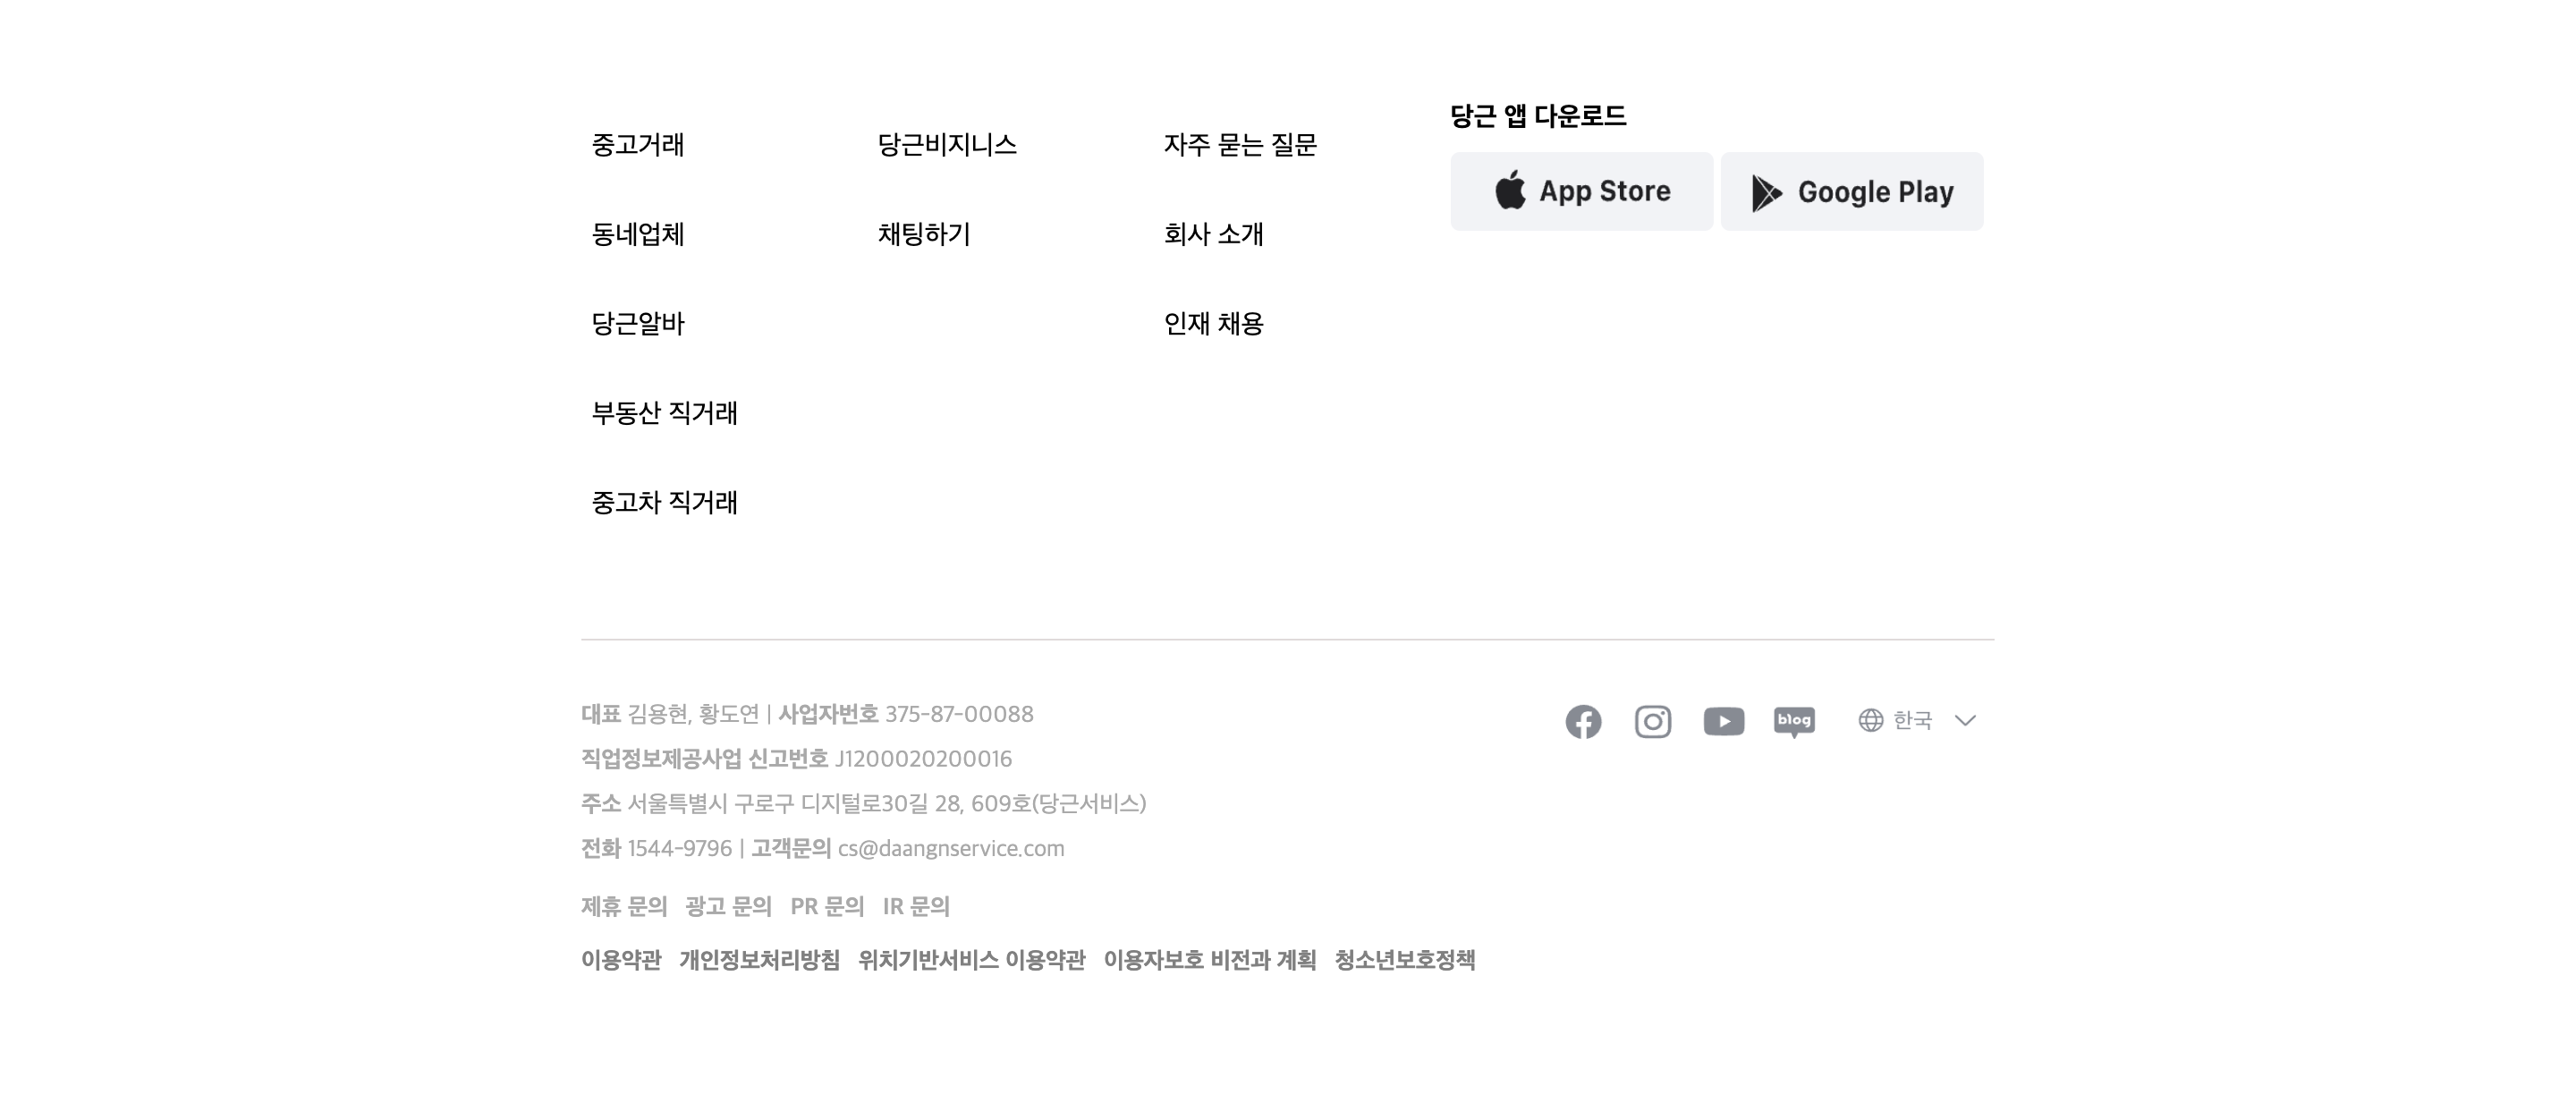 중고거래
동네업체
당근알바
부동산 직거래
중고차 직거래
당근비지니스
채팅하기
자주 묻는 질문
회사 소개
인재 채용
당근 앱 다운로드
App Store
Google Play
대표 김용현, 황도연 | 사업자번호 375-87-00088
직업정보제공사업 신고번호 J1200020200016
주소 서울특별시 구로구 디지털로30길 28, 609호(당근서비스)
전화 1544-9796 | 고객문의 cs@daangnservice.com
제휴 문의 광고 문의 PR 문의 IR 문의
이용약관 개인정보처리방침 위치기반서비스 이용약관 이용자보호 비전과 계획 청소년보호정책
blog
한국